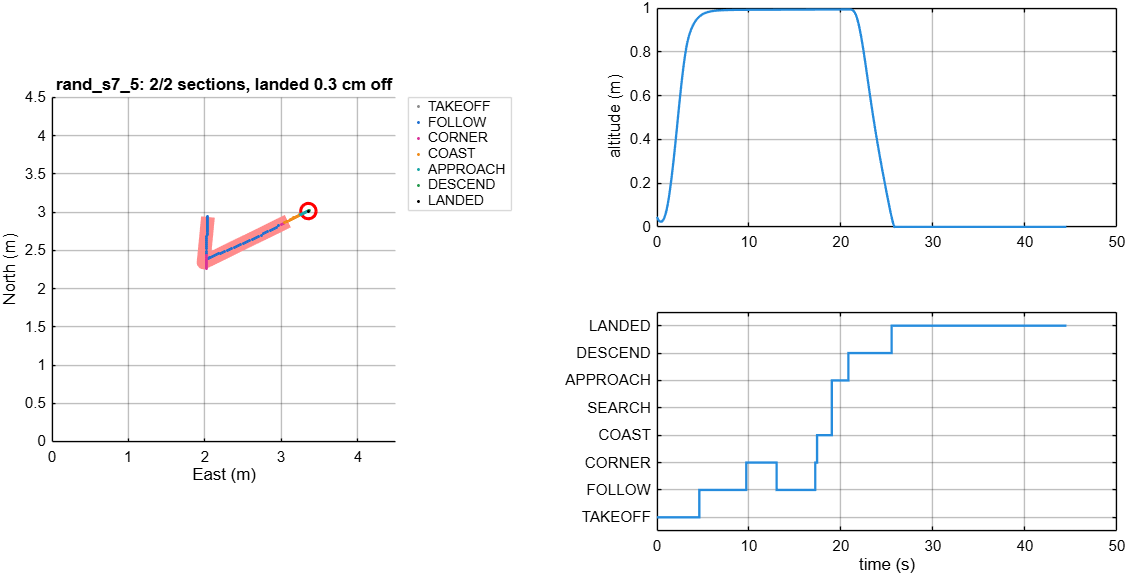 rand_s7_5: 2/2 sections, landed 0.3 cm off
4.5
4
3.5
3
2.5
2
1.5
1
0.5
0
North (m)
0 1 2 3 4
East (m)
TAKEOFF
FOLLOW
CORNER
COAST
APPROACH
DESCEND
LANDED
1
0.8
0.6
0.4
0.2
0
altitude (m)
0 10 20 30 40 50
LANDED
DESCEND
APPROACH
SEARCH
COAST
CORNER
FOLLOW
TAKEOFF
0 10 20 30 40 50
time (s)